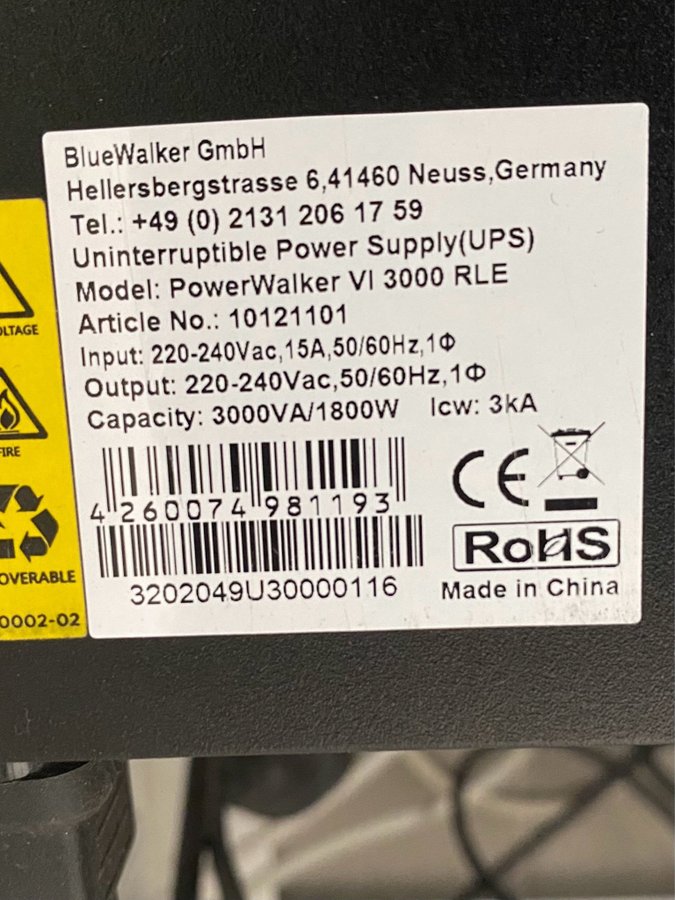 BlueWalker GmbH
Hellersbergstrasse 6,41460 Neuss,Germany
Tel.: +49 (0) 2131 206 17 59
Uninterruptible Power Supply(UPS)
Model: PowerWalker VI 3000 RLE
Article No.: 10121101
Input: 220-240Vac,15A,50/60Hz,1Φ
Output: 220-240Vac,50/60Hz,1Φ
Capacity: 3000VA/1800W Icw: 3kA
4 260074 981193
3202049U30000116
CE
RoHS
Made in China
OLTAGE
FIRE
OVERABLE
0002-02